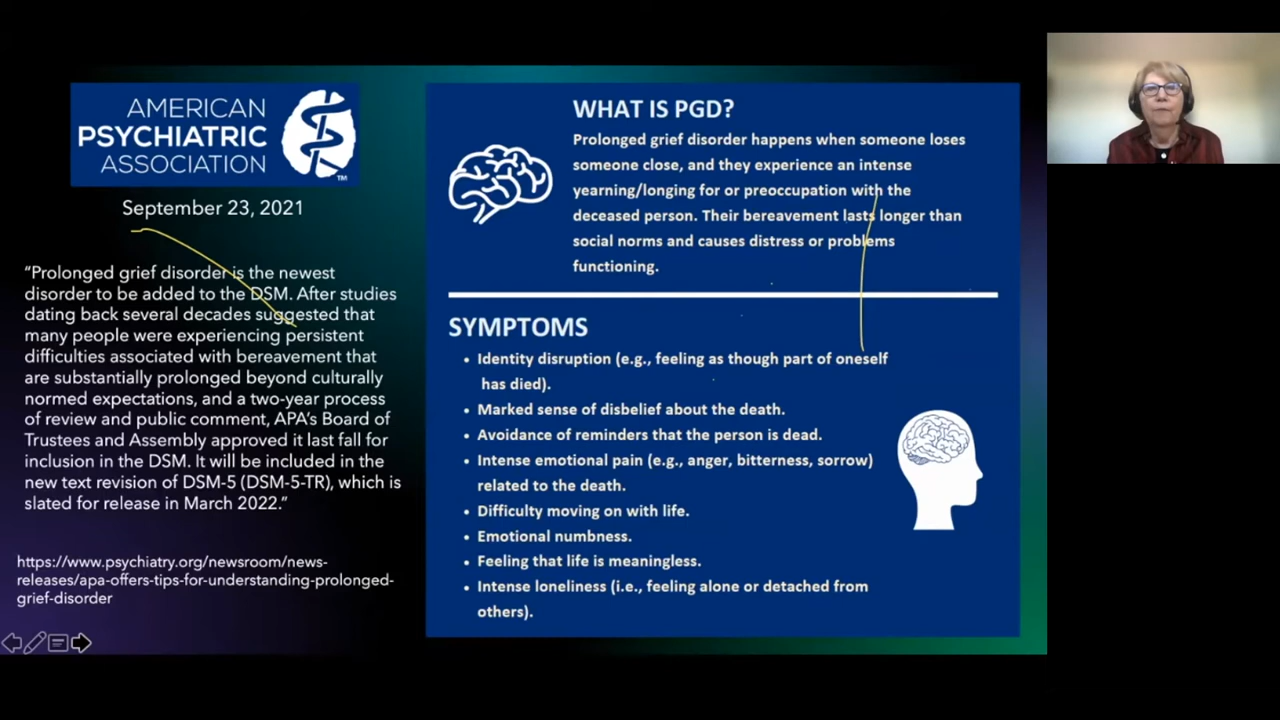 AMERICAN
PSYCHIATRIC
ASSOCIATION
TM
September 23, 2021
“Prolonged grief disorder is the newest
disorder to be added to the DSM. After studies
dating back several decades suggested that
many people were experiencing persistent
difficulties associated with bereavement that
are substantially prolonged beyond culturally
normed expectations, and a two-year process
of review and public comment, APA’s Board of
Trustees and Assembly approved it last fall for
inclusion in the DSM. It will be included in the
new text revision of DSM-5 (DSM-5-TR), which is
slated for release in March 2022.”
https://www.psychiatry.org/newsroom/news-
releases/apa-offers-tips-for-understanding-prolonged-
grief-disorder
WHAT IS PGD?
Prolonged grief disorder happens when someone loses
someone close, and they experience an intense
yearning/longing for or preoccupation with the
deceased person. Their bereavement lasts longer than
social norms and causes distress or problems
functioning.
SYMPTOMS
• Identity disruption (e.g., feeling as though part of oneself
has died).
• Marked sense of disbelief about the death.
• Avoidance of reminders that the person is dead.
• Intense emotional pain (e.g., anger, bitterness, sorrow)
related to the death.
• Difficulty moving on with life.
• Emotional numbness.
• Feeling that life is meaningless.
• Intense loneliness (i.e., feeling alone or detached from
others).